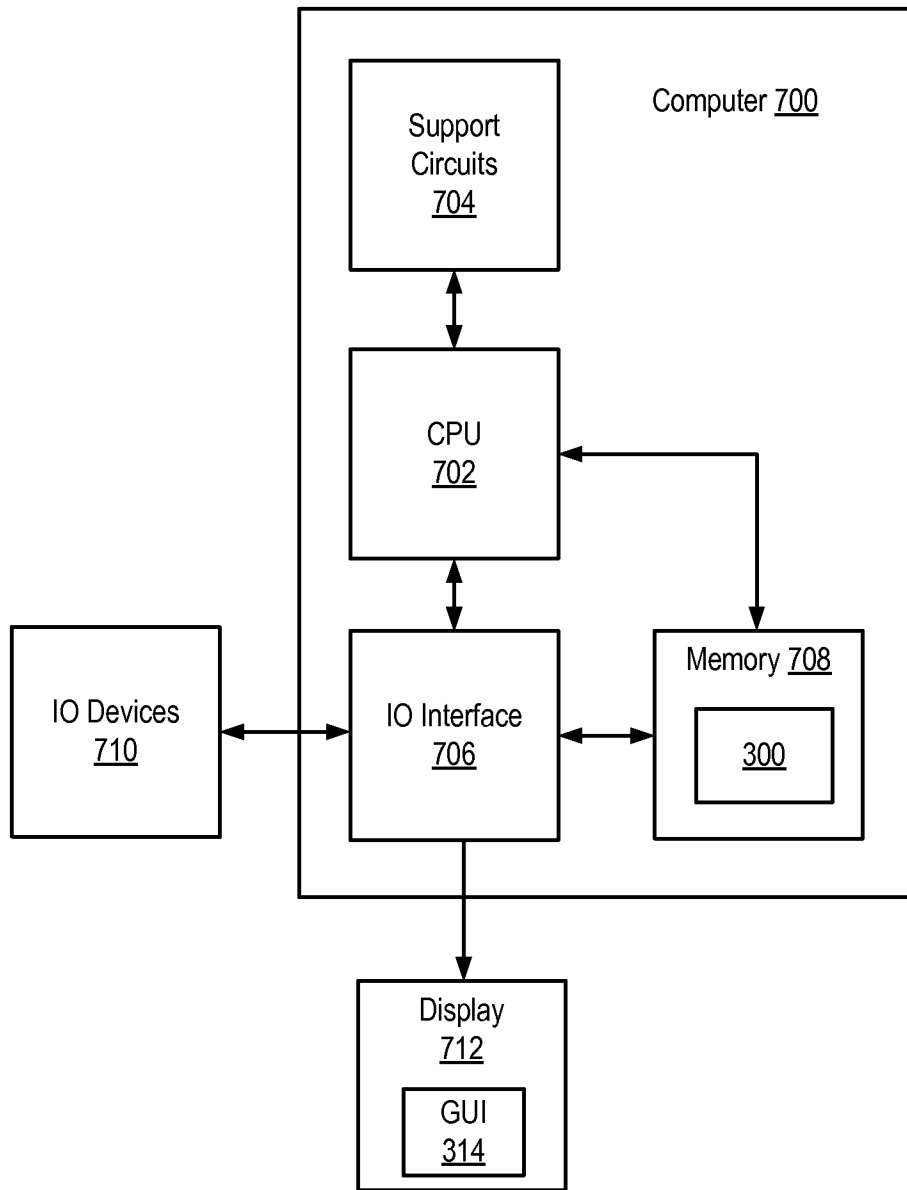 Computer 700
Support
Circuits
704
CPU
702
IO Devices
710
IO Interface
706
Memory 708
300
Display
712
GUI
314